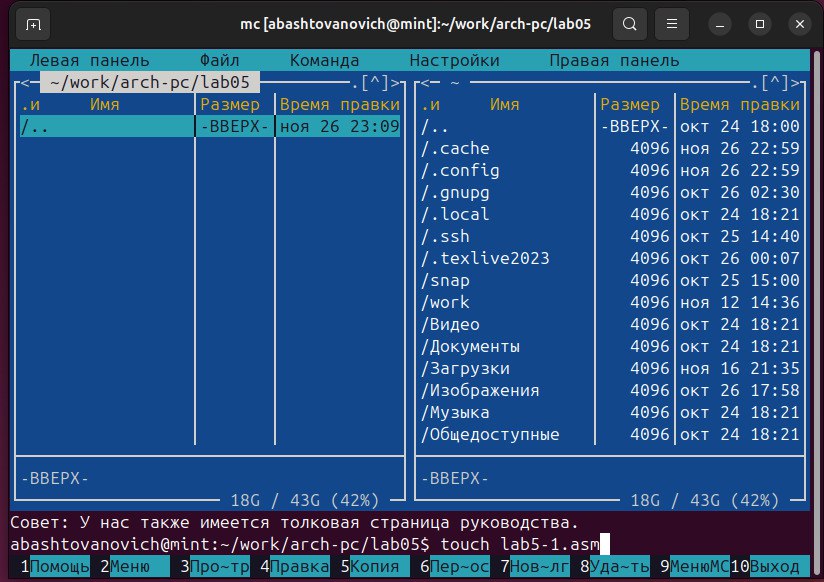 mc [abashtovanovich@mint]:~/work/arch-pc/lab05
Левая панель Файл Команда Настройки Правая панель
<- ~/work/arch-pc/lab05 .[^]>
.и Имя Размер Время правки
/.. -ВВЕРХ- ноя 26 23:09
-ВВЕРХ-
18G / 43G (42%)
<- ~ .[^]>
.и Имя Размер Время правки
/.. -ВВЕРХ- окт 24 18:00
/.cache 4096 ноя 26 22:59
/.config 4096 ноя 26 22:59
/.gnupg 4096 окт 26 02:30
/.local 4096 окт 24 18:21
/.ssh 4096 окт 25 14:40
/.texlive2023 4096 окт 26 00:07
/snap 4096 окт 25 15:00
/work 4096 ноя 12 14:36
/Видео 4096 окт 24 18:21
/Документы 4096 окт 24 18:21
/Загрузки 4096 ноя 16 21:35
/Изображения 4096 окт 26 17:58
/Музыка 4096 окт 24 18:21
/Общедоступные 4096 окт 24 18:21
-ВВЕРХ-
18G / 43G (42%)
Совет: У нас также имеется толковая страница руководства.
abashtovanovich@mint:~/work/arch-pc/lab05$ touch lab5-1.asm
1Помощь 2Меню 3Про~тр 4Правка 5Копия 6Пер~ос 7Нов~лг 8Уда~ть 9МенюMC 10Выход